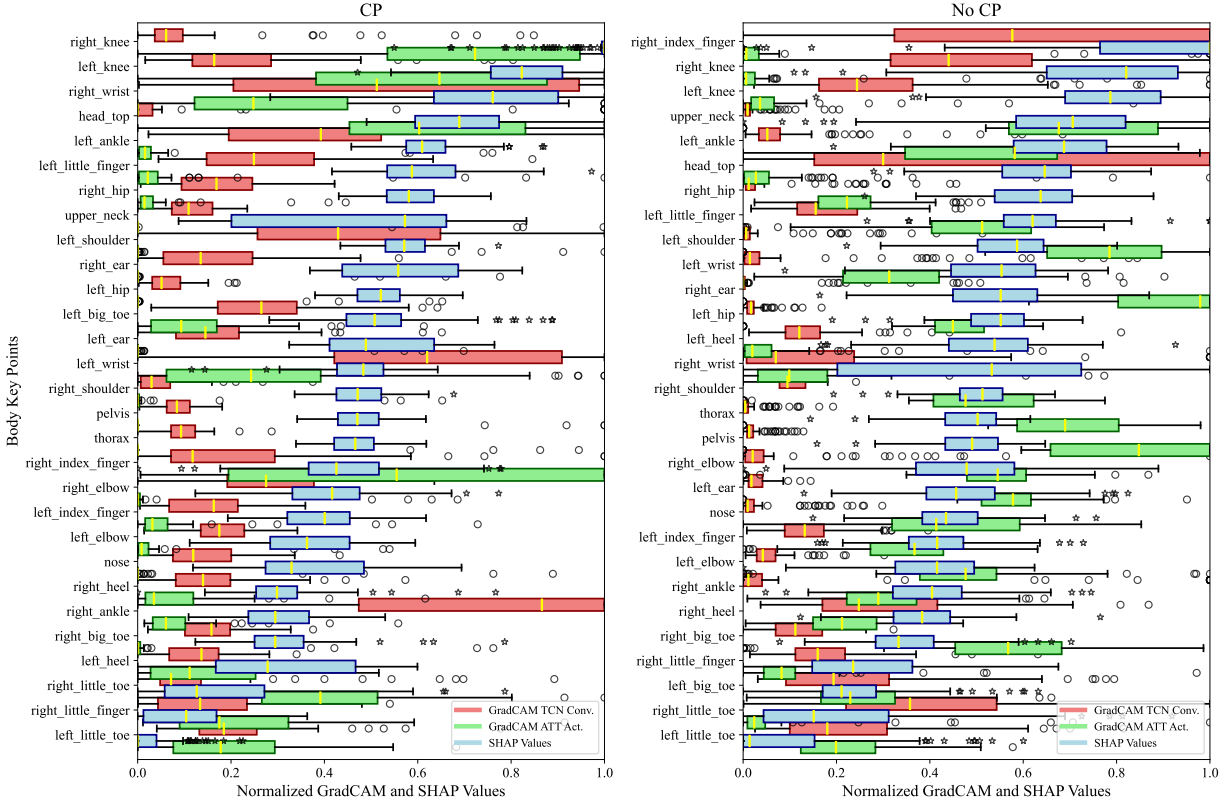 CP
Body Key Points
right_knee
left_knee
right_wrist
head_top
left_ankle
left_little_finger
right_hip
upper_neck
left_shoulder
right_ear
left_hip
left_big_toe
left_ear
left_wrist
right_shoulder
pelvis
thorax
right_index_finger
right_elbow
left_index_finger
left_elbow
nose
right_heel
right_ankle
right_big_toe
left_heel
right_little_toe
right_little_finger
left_little_toe
GradCAM TCN Conv.
GradCAM ATT Act.
SHAP Values
0.0 0.2 0.4 0.6 0.8 1.0
Normalized GradCAM and SHAP Values
No CP
right_index_finger
right_knee
left_knee
upper_neck
left_ankle
head_top
right_hip
left_little_finger
left_shoulder
left_wrist
right_ear
left_hip
left_heel
right_wrist
right_shoulder
thorax
pelvis
right_elbow
left_ear
nose
left_index_finger
left_elbow
right_ankle
right_heel
right_big_toe
right_little_finger
left_big_toe
right_little_toe
left_little_toe
GradCAM TCN Conv.
GradCAM ATT Act.
SHAP Values
0.0 0.2 0.4 0.6 0.8 1.0
Normalized GradCAM and SHAP Values